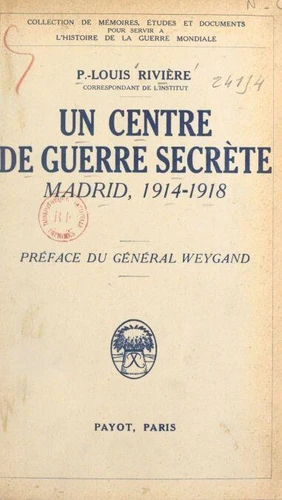 COLLECTION DE MÉMOIRES, ÉTUDES ET DOCUMENTS
POUR SERVIR A
L'HISTOIRE DE LA GUERRE MONDIALE
P.-LOUIS RIVIÈRE
CORRESPONDANT DE L'INSTITUT
UN CENTRE
DE GUERRE SECRÈTE
MADRID, 1914-1918
PRÉFACE DU GÉNÉRAL WEYGAND
PAYOT, PARIS